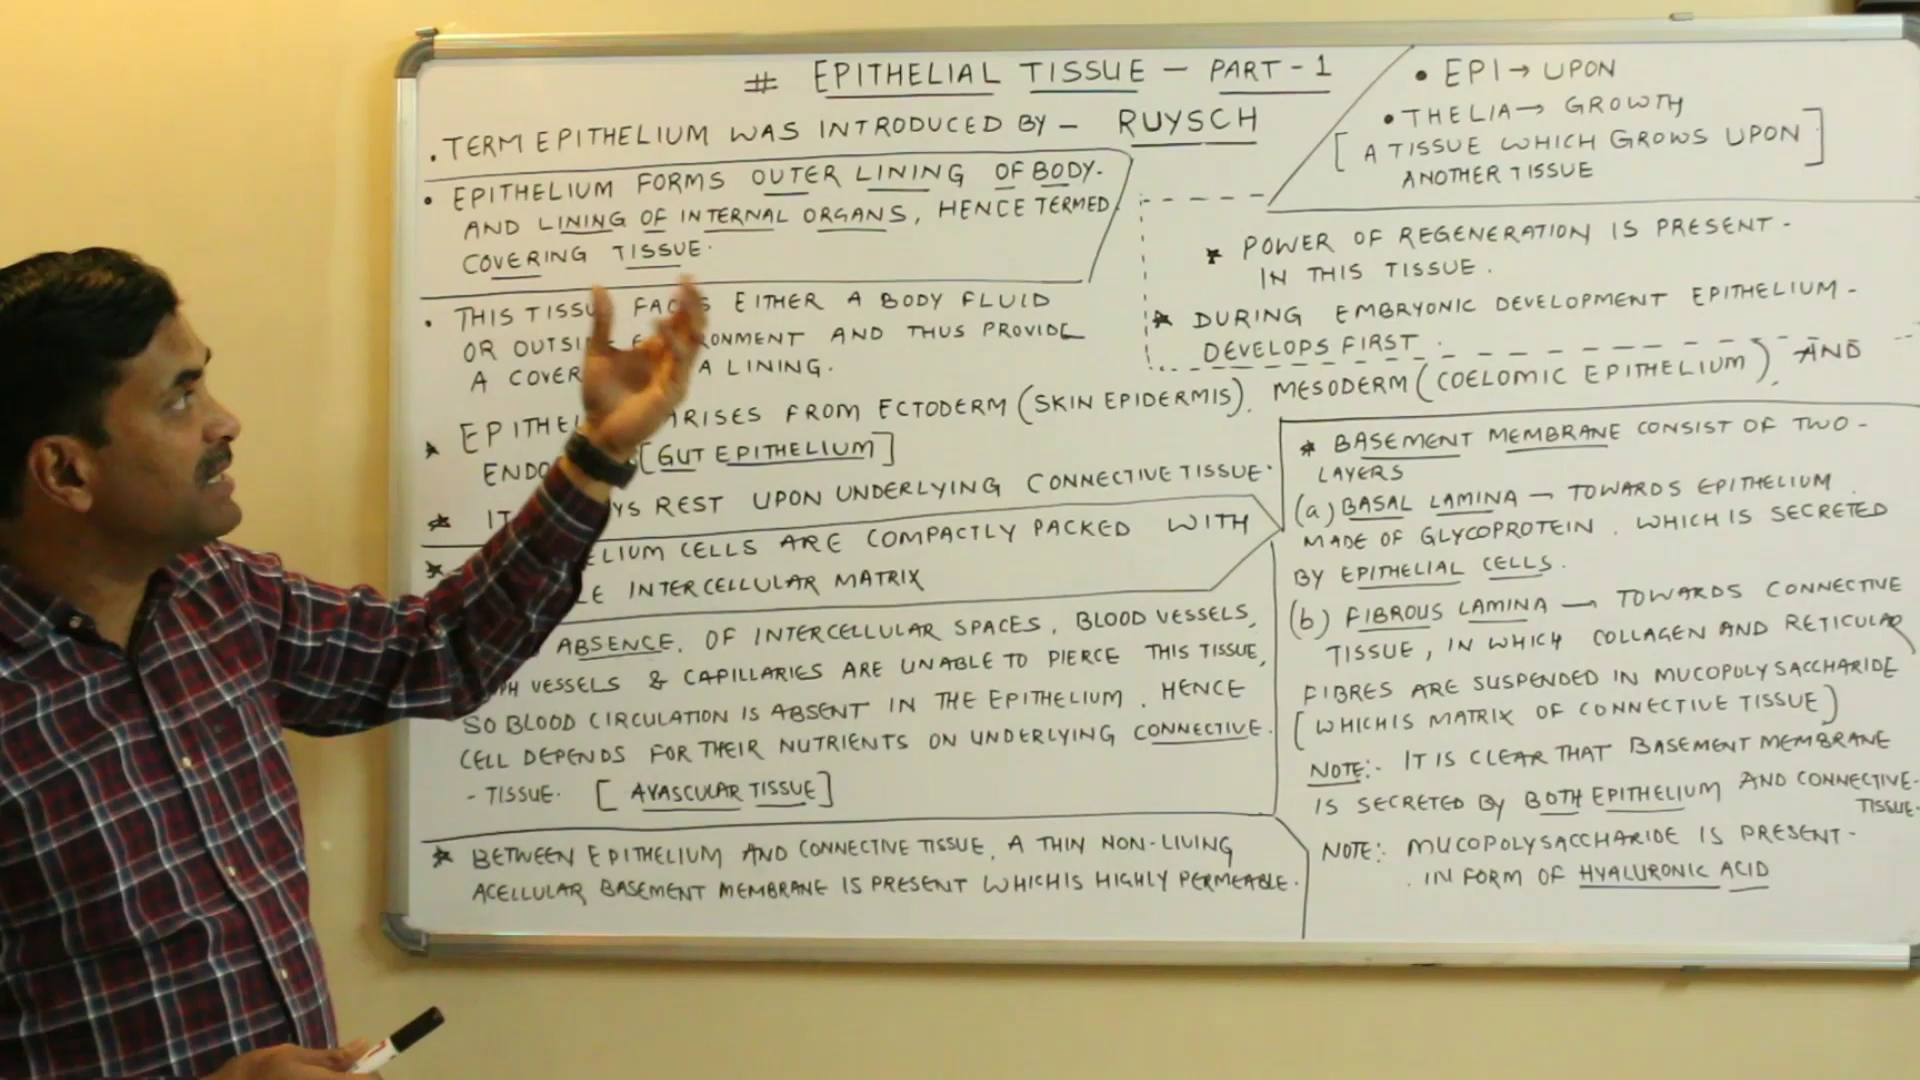 # EPITHELIAL TISSUE - PART-1
• TERM EPITHELIUM WAS INTRODUCED BY - RUYSCH
• EPITHELIUM FORMS OUTER LINING OF BODY.
AND LINING OF INTERNAL ORGANS, HENCE TERMED
COVERING TISSUE.
• THIS TISSU FACES EITHER A BODY FLUID
OR OUTSI RONMENT AND THUS PROVIDE
A COVER A LINING.
★ EPITHEL ARISES FROM ECTODERM (SKIN EPIDERMIS), MESODERM (COELOMIC EPITHELIUM), AND
ENDO [GUT EPITHELIUM]
★ IT YS REST UPON UNDERLYING CONNECTIVE TISSUE.
★ ELIUM CELLS ARE COMPACTLY PACKED WITH
LE INTERCELLULAR MATRIX
ABSENCE. OF INTERCELLULAR SPACES, BLOOD VESSELS,
PH VESSELS & CAPILLARIES ARE UNABLE TO PIERCE THIS TISSUE,
SO BLOOD CIRCULATION IS ABSENT IN THE EPITHELIUM. HENCE
CELL DEPENDS FOR THEIR NUTRIENTS ON UNDERLYING CONNECTIVE.
- TISSUE. [AVASCULAR TISSUE]
★ BETWEEN EPITHELIUM AND CONNECTIVE TISSUE, A THIN NON-LIVING
ACELLULAR BASEMENT MEMBRANE IS PRESENT WHICH IS HIGHLY PERMEABLE.
• EPI → UPON
• THELIA → GROWTH
[A TISSUE WHICH GROWS UPON]
ANOTHER TISSUE
★ POWER OF REGENERATION IS PRESENT -
IN THIS TISSUE.
★ DURING EMBRYONIC DEVELOPMENT EPITHELIUM -
DEVELOPS FIRST.
★ BASEMENT MEMBRANE CONSIST OF TWO -
LAYERS
(a) BASAL LAMINA → TOWARDS EPITHELIUM.
MADE OF GLYCOPROTEIN. WHICH IS SECRETED
BY EPITHELIAL CELLS.
(b) FIBROUS LAMINA → TOWARDS CONNECTIVE
TISSUE, IN WHICH COLLAGEN AND RETICULAR
FIBRES ARE SUSPENDED IN MUCOPOLYSACCHARIDE
[WHICH IS MATRIX OF CONNECTIVE TISSUE]
NOTE:- IT IS CLEAR THAT BASEMENT MEMBRANE
IS SECRETED BY BOTH EPITHELIUM AND CONNECTIVE-
TISSUE.
NOTE:- MUCOPOLYSACCHARIDE IS PRESENT -
IN FORM OF HYALURONIC ACID